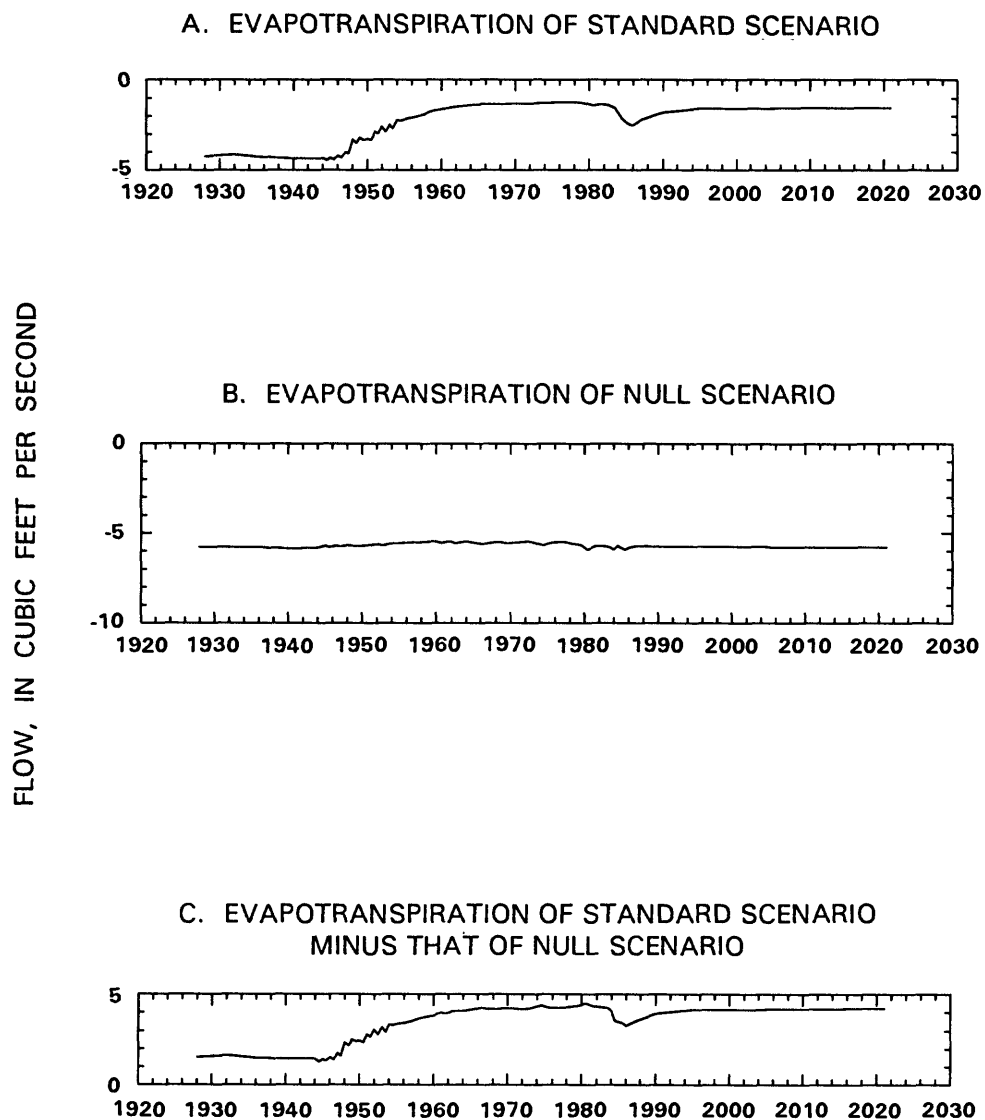 A. EVAPOTRANSPIRATION OF STANDARD SCENARIO
0
-5
1920 1930 1940 1950 1960 1970 1980 1990 2000 2010 2020 2030
FLOW, IN CUBIC FEET PER SECOND
B. EVAPOTRANSPIRATION OF NULL SCENARIO
0
-5
-10
1920 1930 1940 1950 1960 1970 1980 1990 2000 2010 2020 2030
C. EVAPOTRANSPIRATION OF STANDARD SCENARIO
MINUS THAT OF NULL SCENARIO
5
0
1920 1930 1940 1950 1960 1970 1980 1990 2000 2010 2020 2030